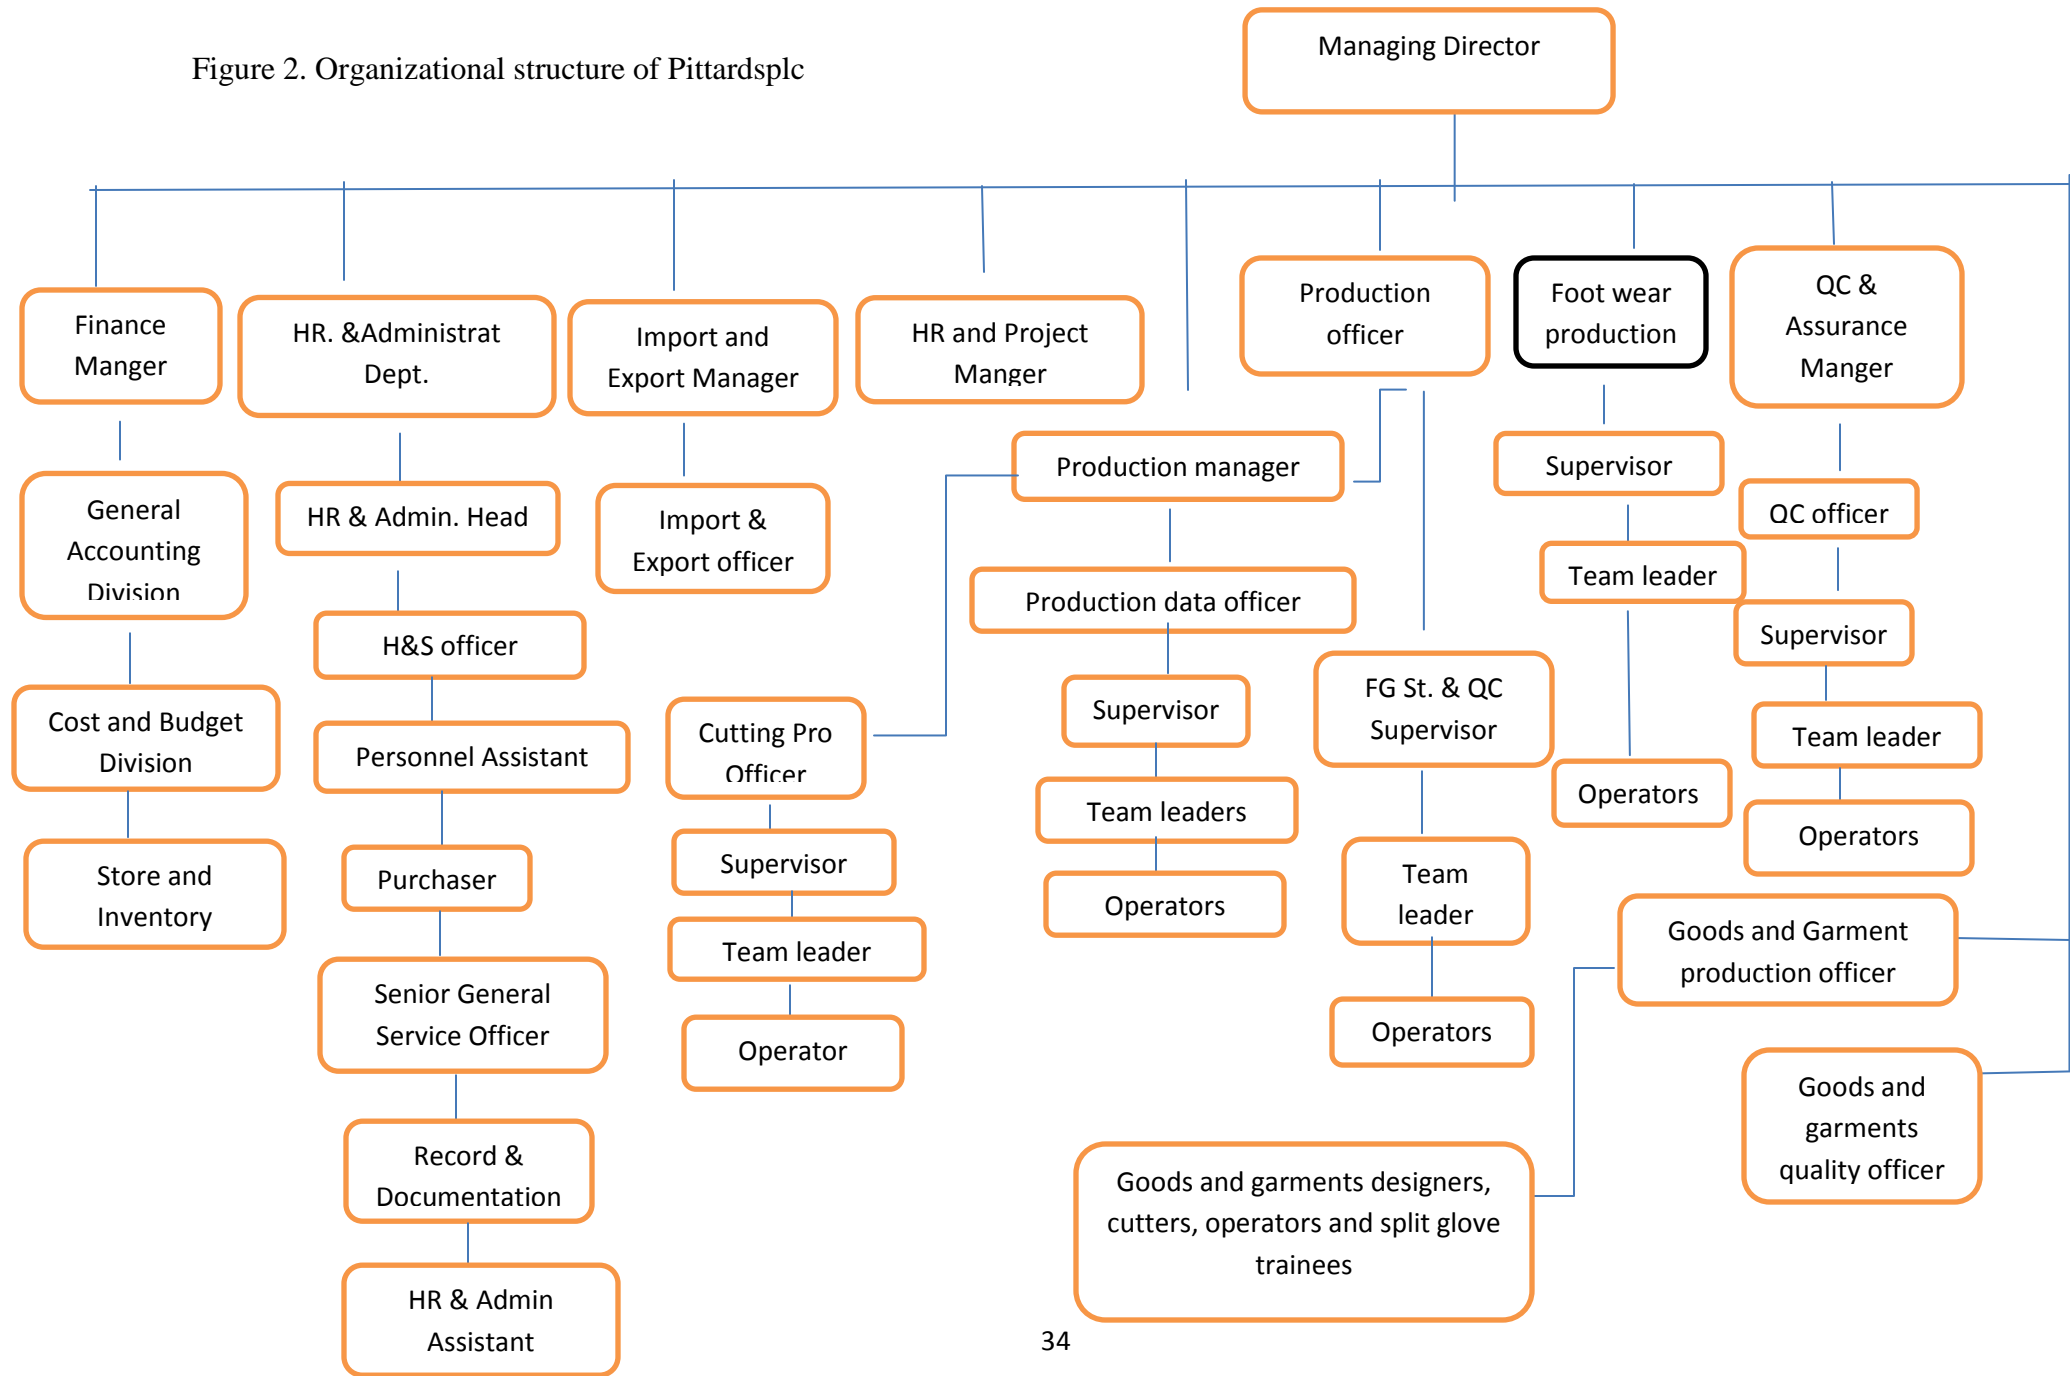 Figure 2. Organizational structure of Pittardsplc
Managing Director
Finance
Manger
HR. &Administrat
Dept.
Import and
Export Manager
HR and Project
Manger
Production
officer
Foot wear
production
QC &
Assurance
Manger
General
Accounting
Division
HR & Admin. Head
Import &
Export officer
Production manager
Supervisor
QC officer
Production data officer
Team leader
Supervisor
H&S officer
Cost and Budget
Division
Personnel Assistant
Cutting Pro
Officer
Supervisor
FG St. & QC
Supervisor
Team leader
Operators
Team leaders
Operators
Store and
Inventory
Purchaser
Supervisor
Operators
Team
leader
Team leader
Goods and Garment
production officer
Senior General
Service Officer
Operator
Operators
Goods and
garments
quality officer
Record &
Documentation
Goods and garments designers,
cutters, operators and split glove
trainees
HR & Admin
Assistant
34